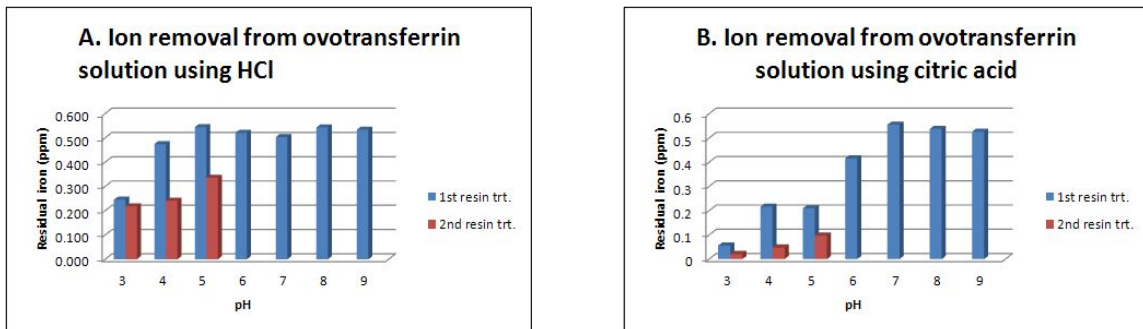 A. Ion removal from ovotransferrin
solution using HCl
Residual iron (ppm)
0.600
0.500
0.400
0.300
0.200
0.100
0.000
3 4 5 6 7 8 9
pH
1st resin trt.
2nd resin trt.
B. Ion removal from ovotransferrin
solution using citric acid
Residual iron (ppm)
0.6
0.5
0.4
0.3
0.2
0.1
0
3 4 5 6 7 8 9
pH
1st resin trt.
2nd resin trt.